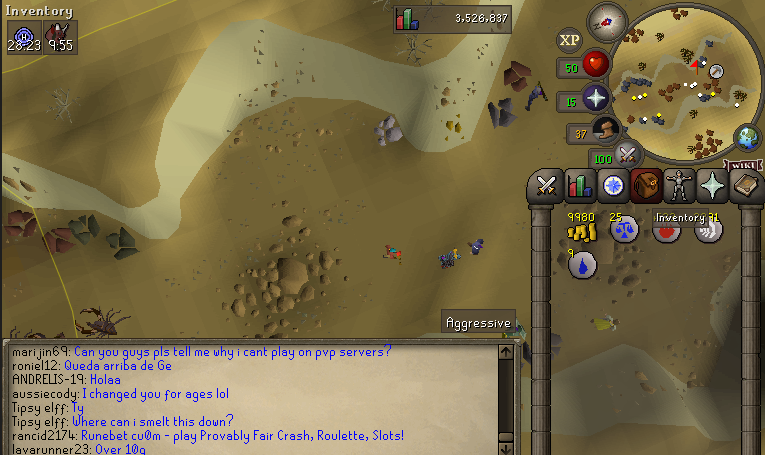 Inventory
28:23 9:55
3,526,837
XP
50
15
37
100
WIKI
9980 25 Inventory
9
Aggressive
marijin69: Can you guys pls tell me why i cant play on pvp servers?
roniel12: Queda arriba de Ge
ANDRELIS-19: Holaa
aussiecody: I changed you for ages lol
Tipsy elff: Ty
Tipsy elff: Where can i smelt this down?
rancid2174: Runebet cu0m - play Provably Fair Crash, Roulette, Slots!
lavarunner23: Over 10g